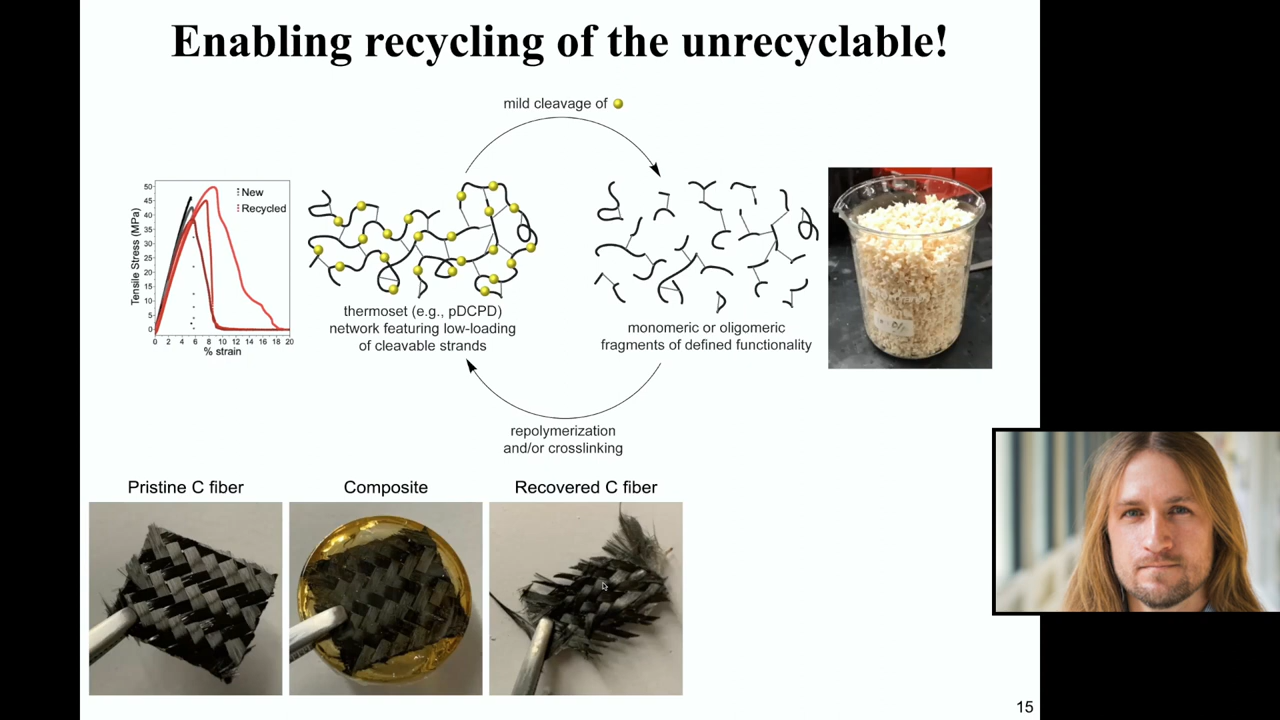 Enabling recycling of the unrecyclable!
mild cleavage of
50
45
40
35
30
25
20
15
10
5
0
Tensile Stress (MPa)
New
Recycled
0 2 4 6 8 10 12 14 16 18 20
% strain
thermoset (e.g., pDCPD)
network featuring low-loading
of cleavable strands
monomeric or oligomeric
fragments of defined functionality
repolymerization
and/or crosslinking
Pristine C fiber
Composite
Recovered C fiber
15